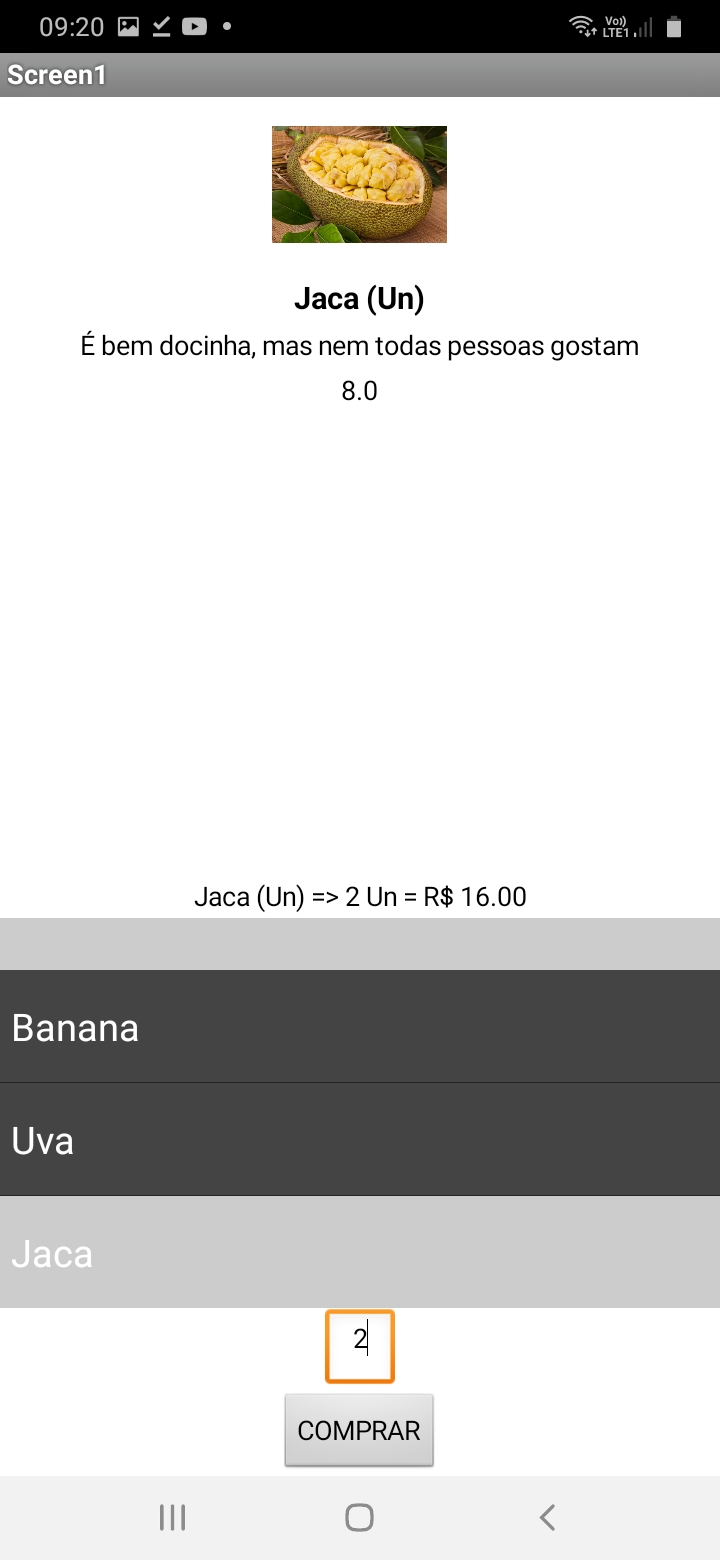 09:20
Vo))
LTE1
Screen1
Jaca (Un)
É bem docinha, mas nem todas pessoas gostam
8.0
Jaca (Un) => 2 Un = R$ 16.00
Banana
Uva
Jaca
2
COMPRAR